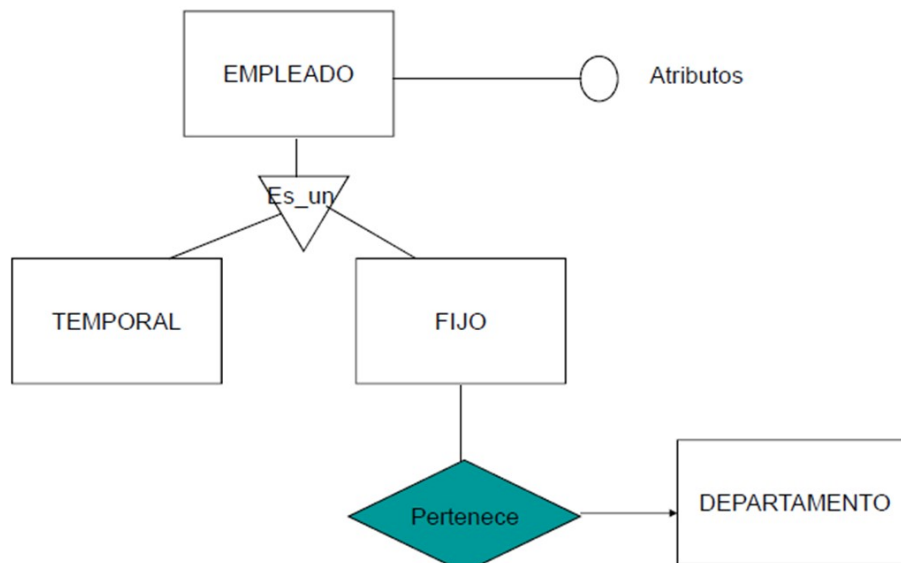 EMPLEADO
Atributos
Es_un
TEMPORAL
FIJO
Pertenece
DEPARTAMENTO